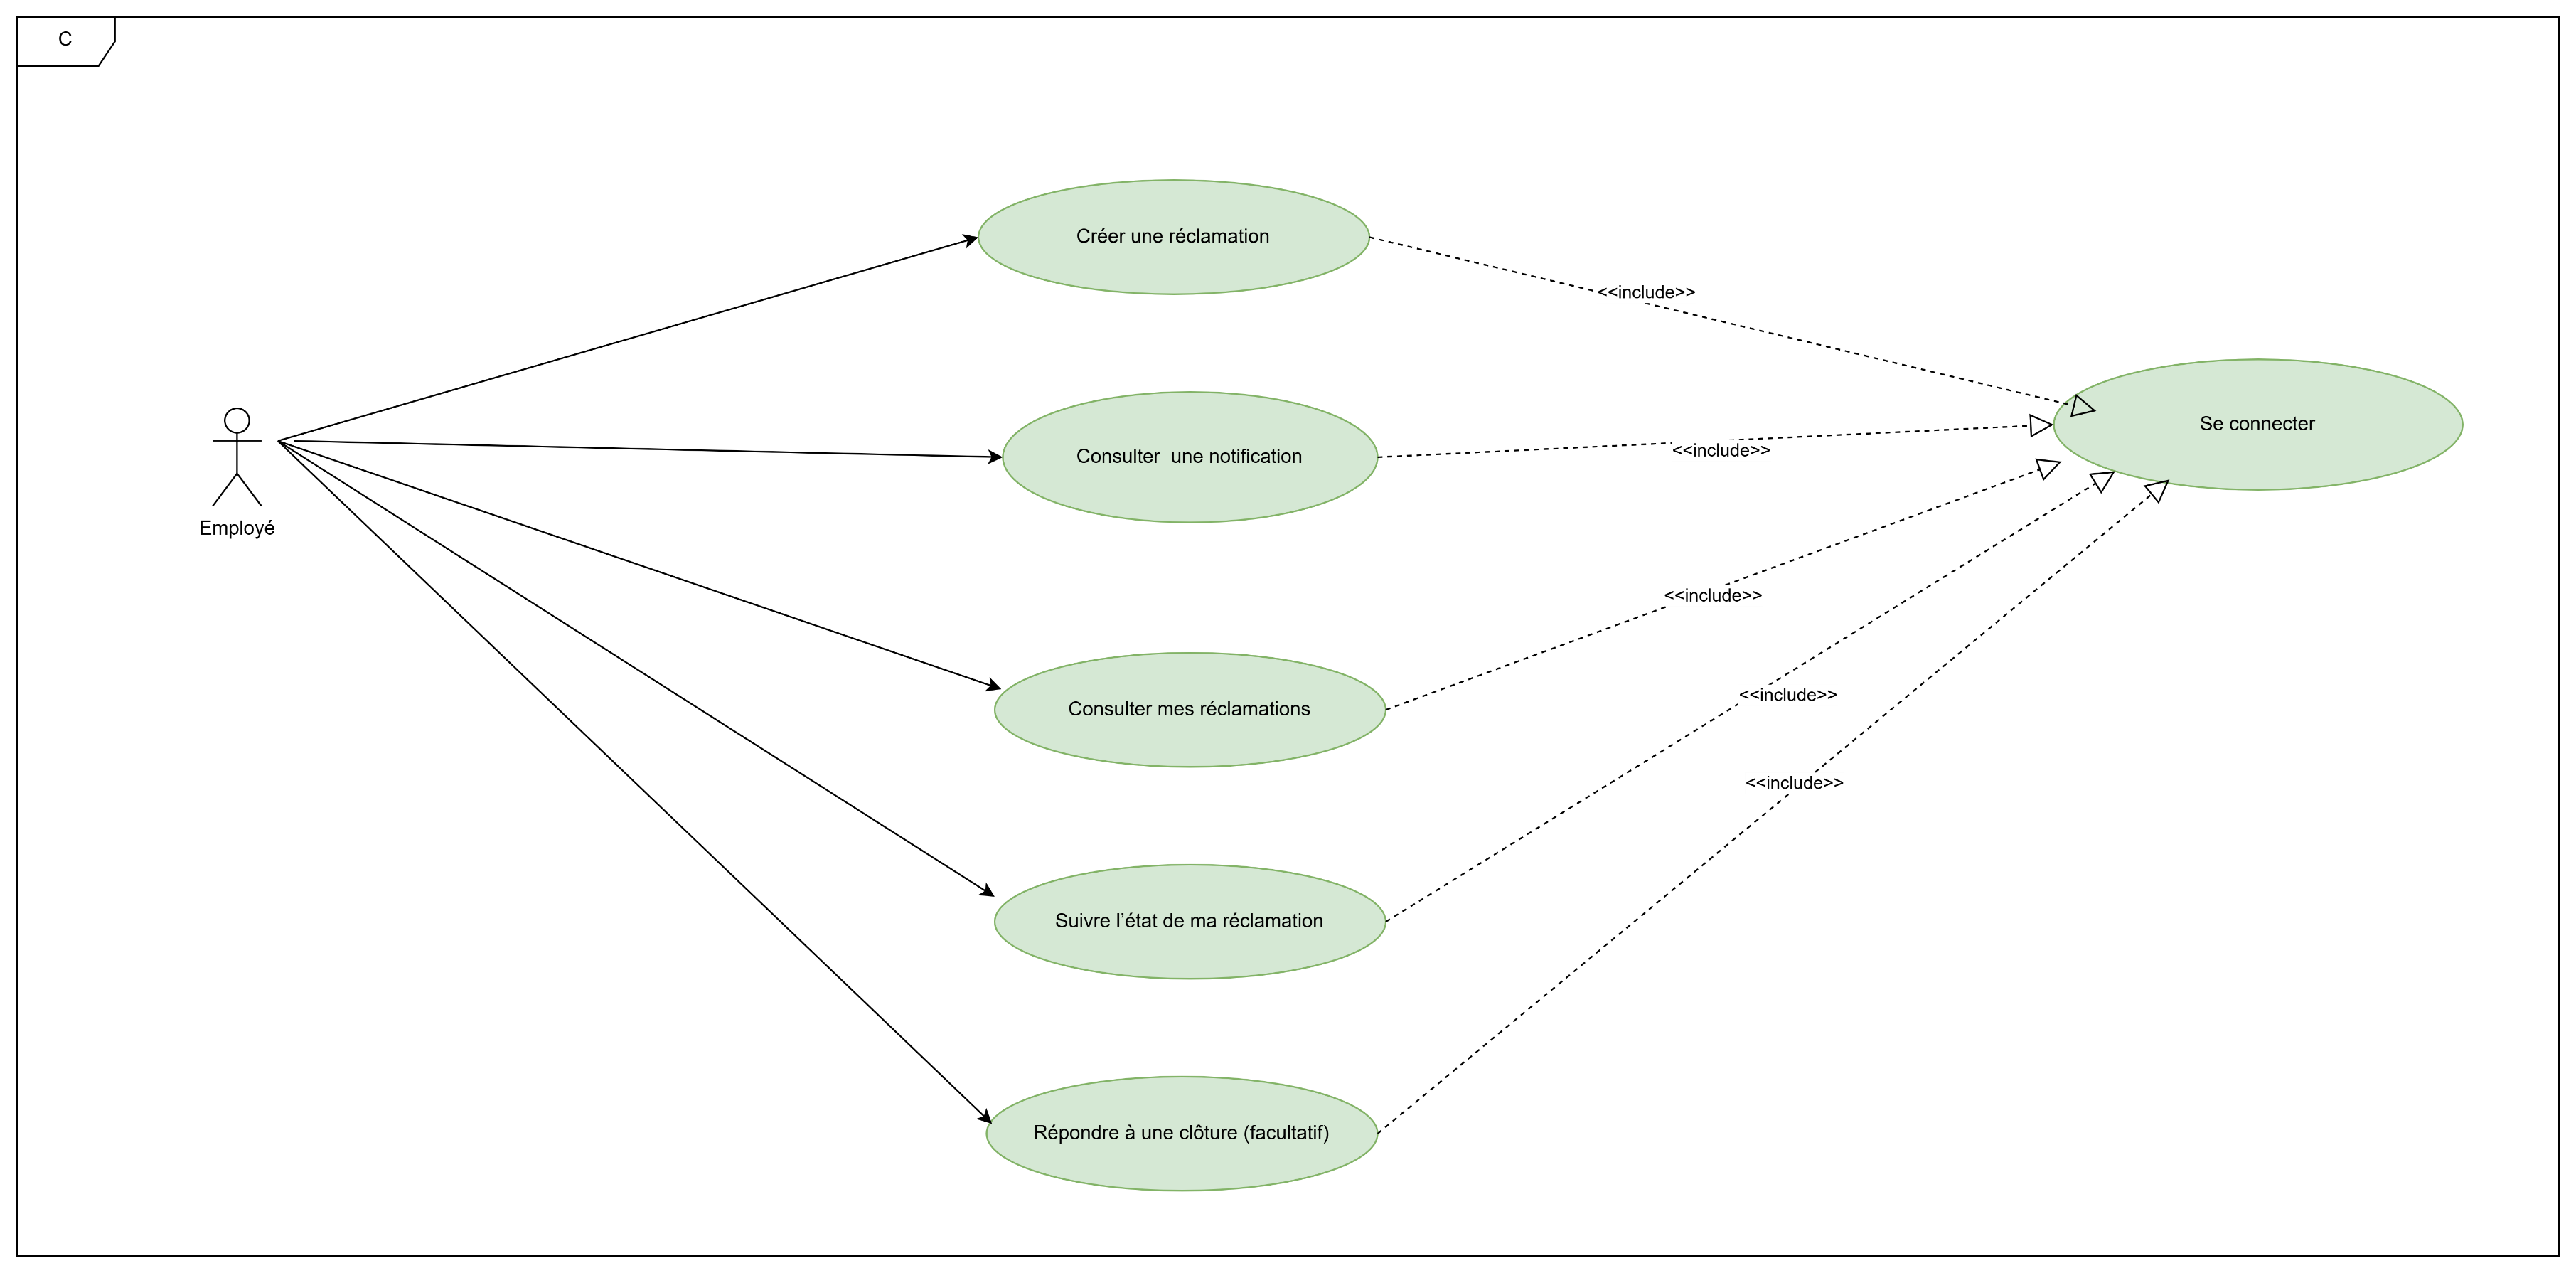 C
Créer une réclamation
<<include>>
Se connecter
Consulter  une notification
<<include>>
Employé
<<include>>
Consulter mes réclamations
<<include>>
<<include>>
Suivre l’état de ma réclamation
Répondre à une clôture (facultatif)